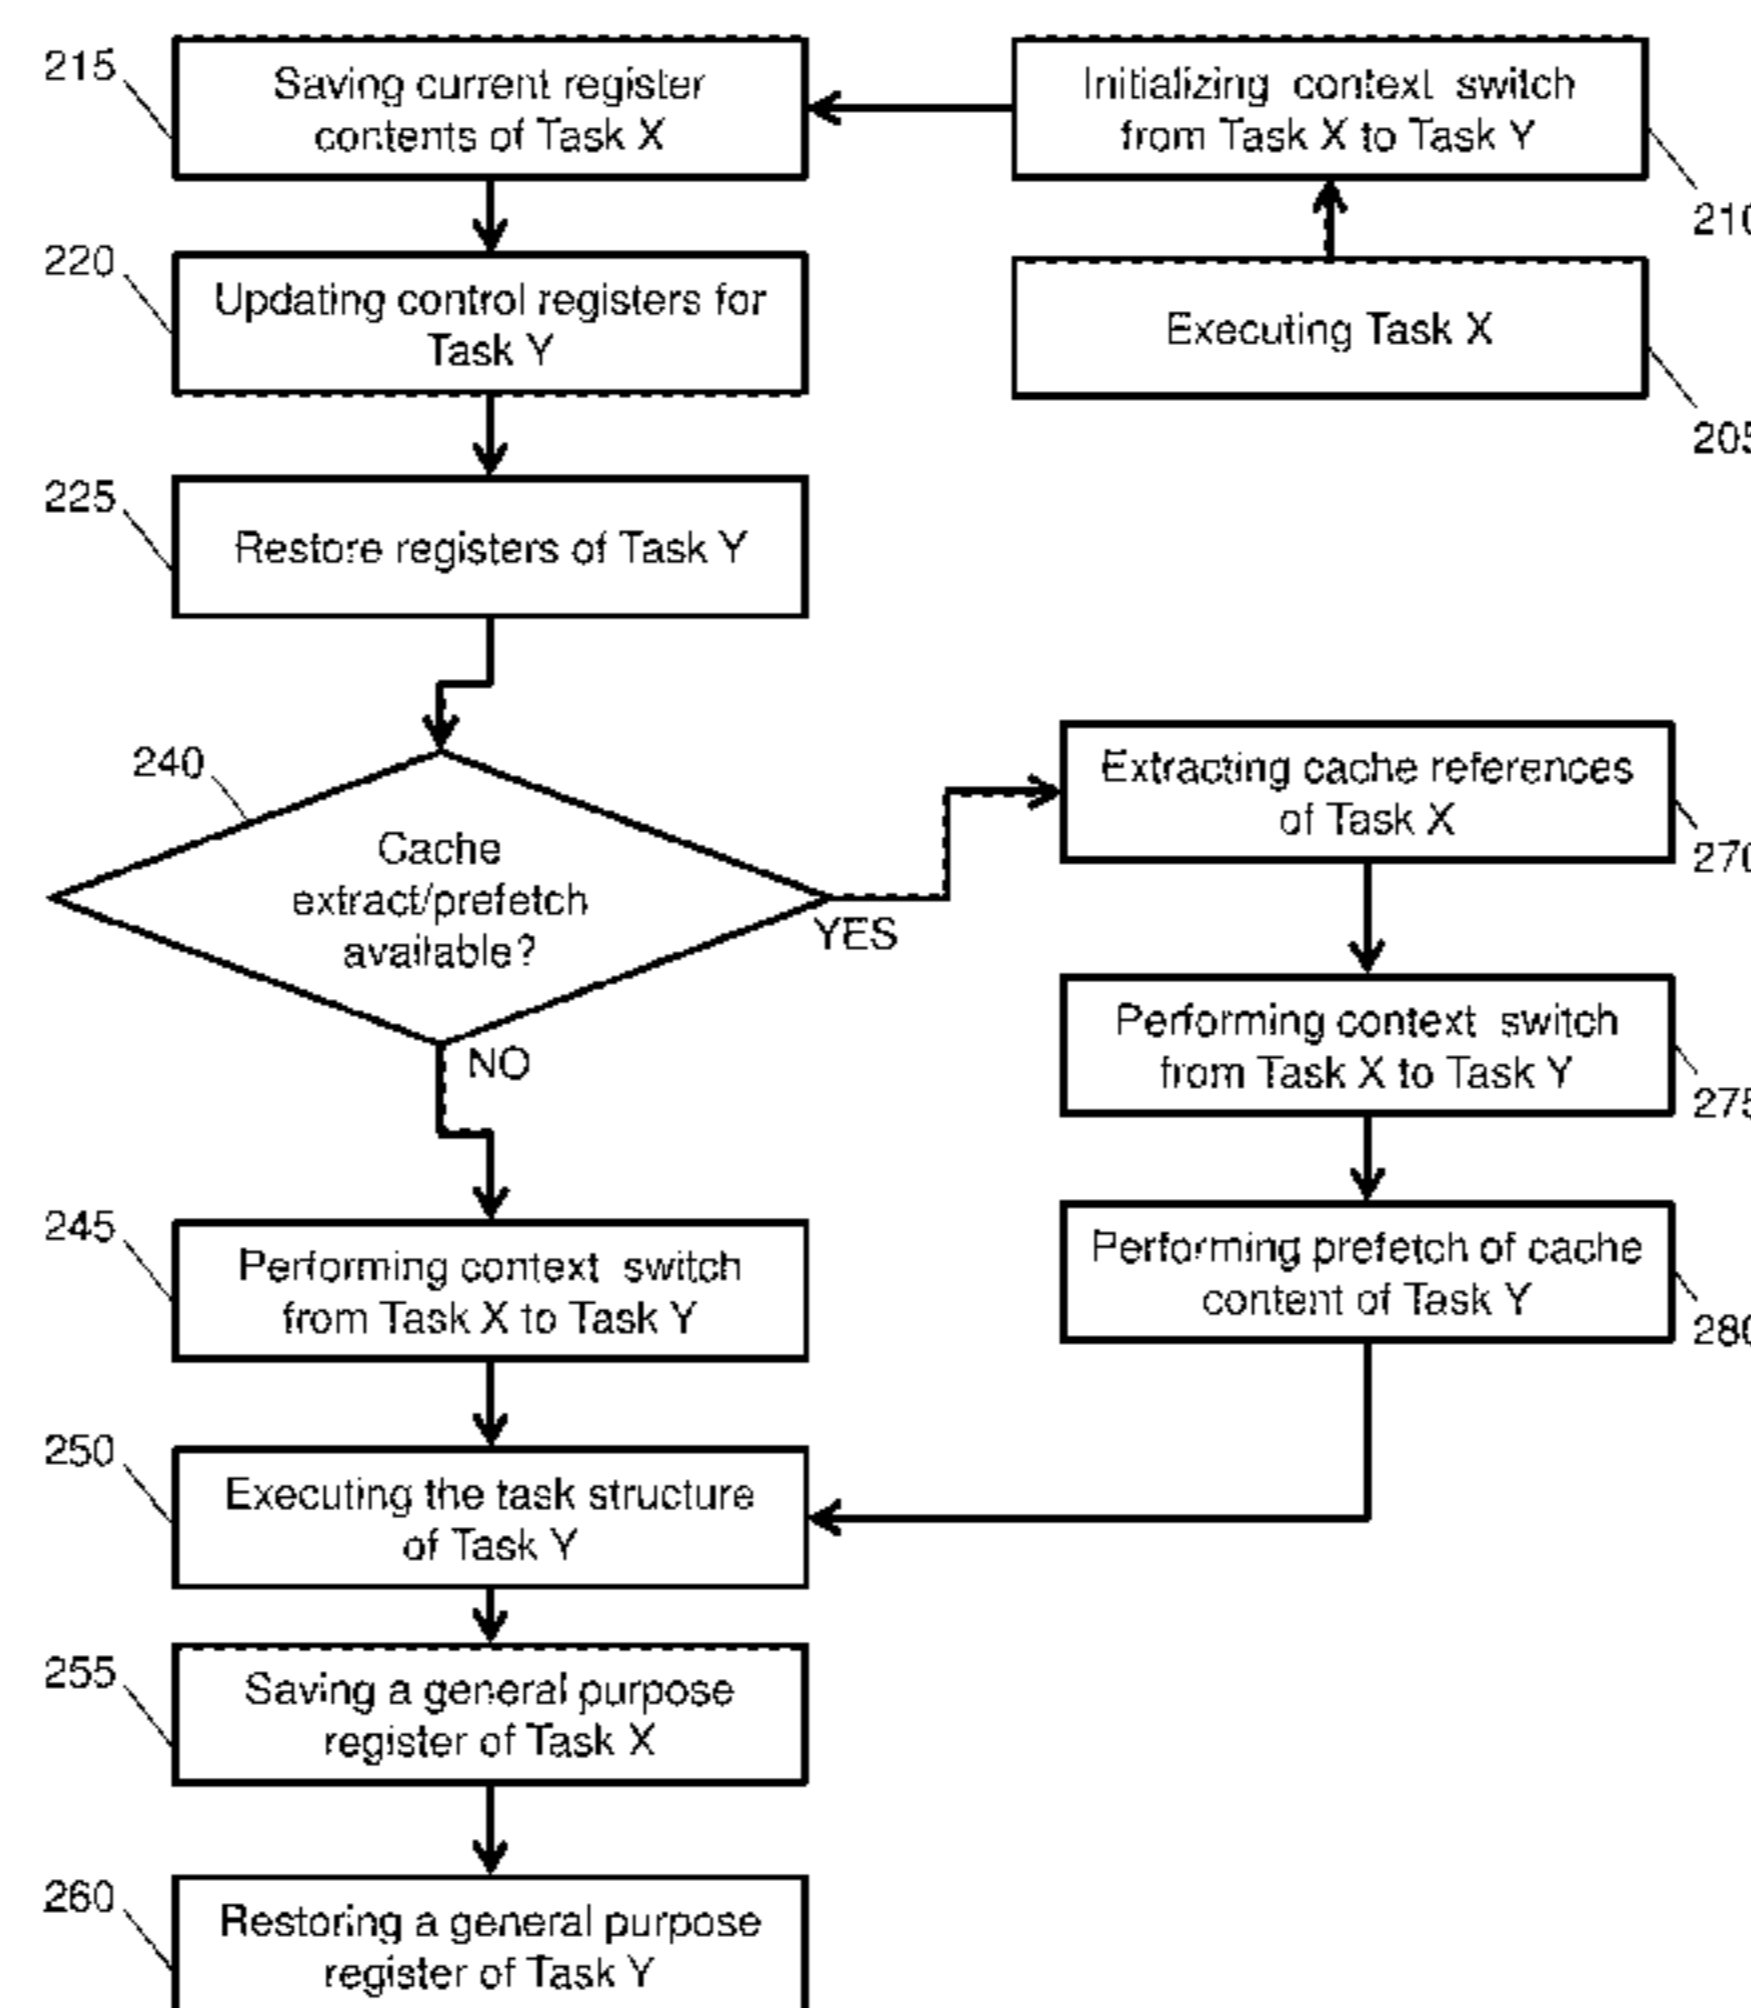 215
Saving current register
contents of Task X
Initializing context switch
from Task X to Task Y
210
220
Updating control registers for
Task Y
Executing Task X
205
225
Restore registers of Task Y
240
Cache
extract/prefetch
available?
YES
NO
Extracting cache references
of Task X
270
Performing context switch
from Task X to Task Y
275
Performing prefetch of cache
content of Task Y
280
245
Performing context switch
from Task X to Task Y
250
Executing the task structure
of Task Y
255
Saving a general purpose
register of Task X
260
Restoring a general purpose
register of Task Y